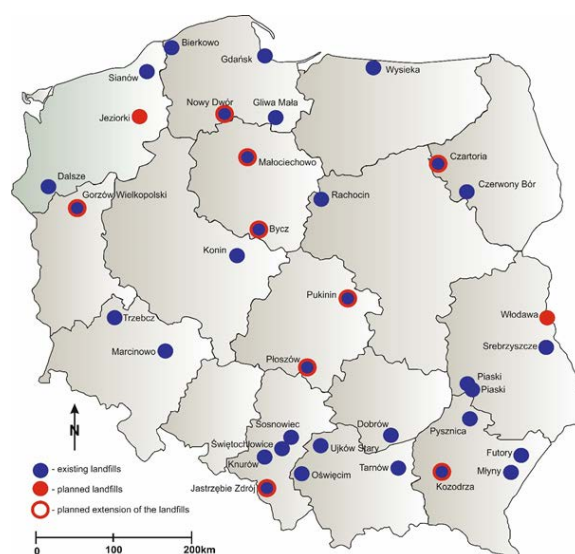 Bierkowo
Gdańsk
Wysieka
Sianów
Jeziorki
Nowy Dwór
Gliwa Mała
Małociechowo
Czartoria
Dalsze
Gorzów Wielkopolski
Rachocin
Czerwony Bór
Bycz
Konin
Pukinin
Włodawa
Trzebcz
Srebrzyszcze
Marcinowo
Płoszów
Piaski
Piaski
Pysznica
Sosnowiec
Dobrów
Świętochłowice
Ujków Stary
Futory
Knurów
Oświęcim
Tarnów
Młyny
Jastrzębie Zdrój
Kozodrza
N
- existing landfills
- planned landfills
- planned extension of the landfills
0 100 200km